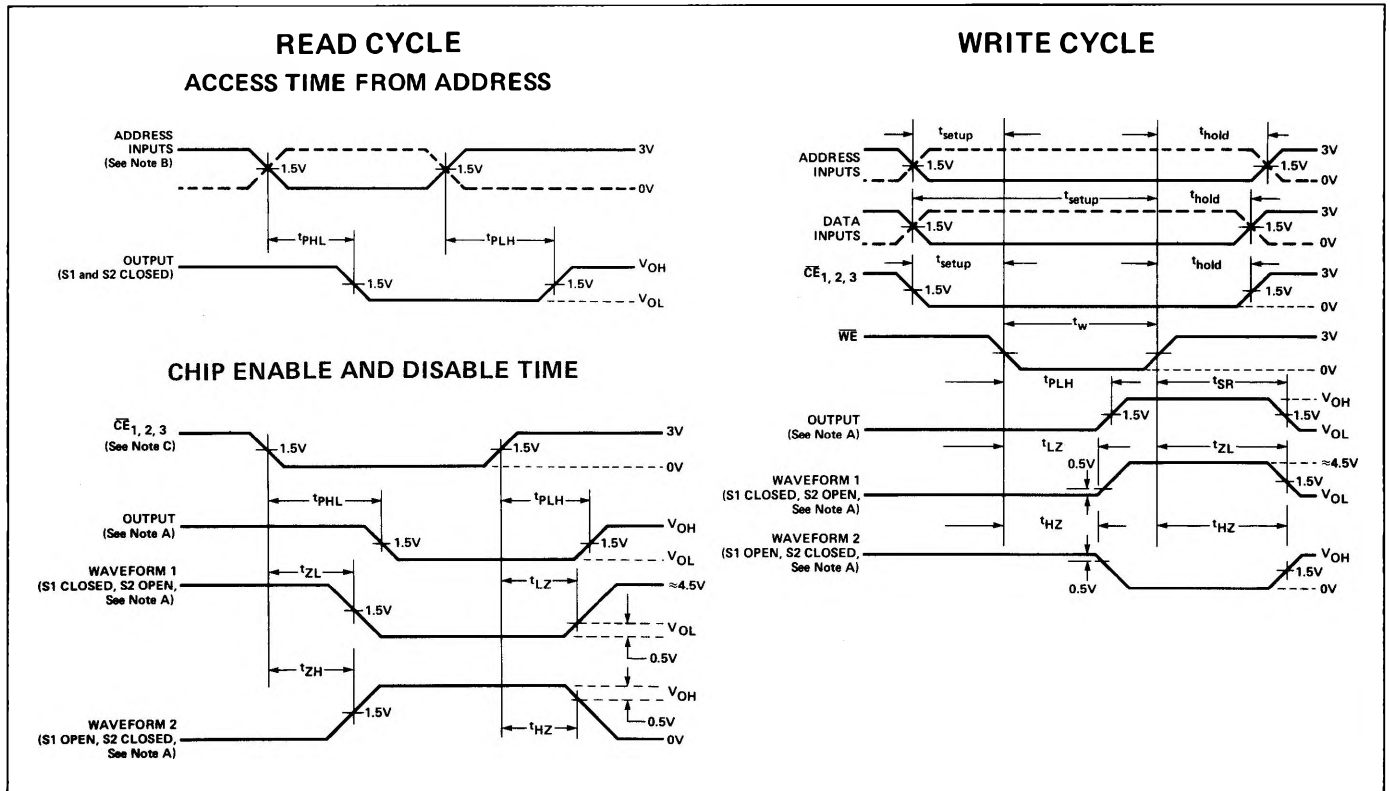 READ CYCLE
ACCESS TIME FROM ADDRESS
ADDRESS
INPUTS
(See Note B)
1.5V
1.5V
3V
0V
tPHL
tPLH
OUTPUT
(S1 and S2 CLOSED)
1.5V
1.5V
VOH
VOL
CHIP ENABLE AND DISABLE TIME
C̅E̅1, 2, 3
(See Note C)
1.5V
1.5V
3V
0V
tPHL
tPLH
OUTPUT
(See Note A)
1.5V
1.5V
VOH
VOL
WAVEFORM 1
(S1 CLOSED, S2 OPEN,
See Note A)
tZL
1.5V
tLZ
≈4.5V
VOL
0.5V
tZH
WAVEFORM 2
(S1 OPEN, S2 CLOSED,
See Note A)
1.5V
tHZ
VOH
0.5V
0V
WRITE CYCLE
tsetup
thold
ADDRESS
INPUTS
1.5V
1.5V
3V
0V
tsetup
thold
DATA
INPUTS
1.5V
1.5V
3V
0V
tsetup
thold
C̅E̅1, 2, 3
1.5V
1.5V
3V
0V
tw
W̅E̅
3V
0V
tPLH
tSR
OUTPUT
(See Note A)
1.5V
1.5V
VOH
VOL
tLZ
tZL
WAVEFORM 1
(S1 CLOSED, S2 OPEN,
See Note A)
0.5V
≈4.5V
1.5V
VOL
tHZ
tHZ
WAVEFORM 2
(S1 OPEN, S2 CLOSED,
See Note A)
0.5V
VOH
1.5V
0V